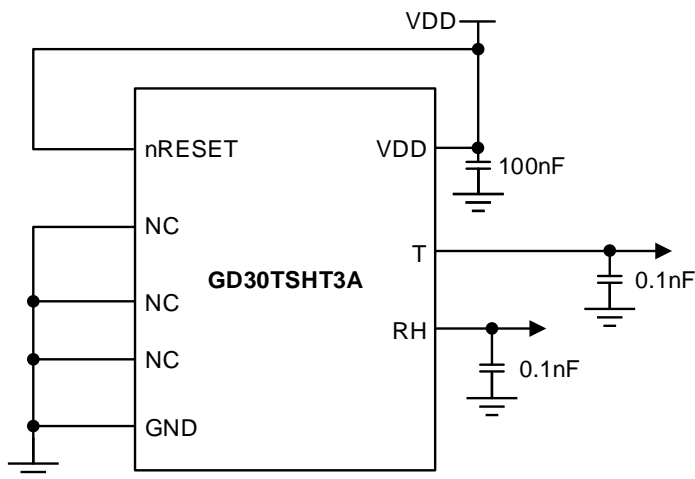 VDD
nRESET
VDD
100nF
NC
T
GD30TSHT3A
0.1nF
NC
RH
NC
0.1nF
GND